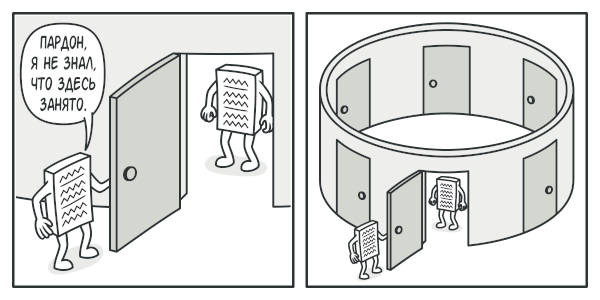 ПАРДОН,
Я НЕ ЗНАЛ,
ЧТО ЗДЕСЬ
ЗАНЯТО.